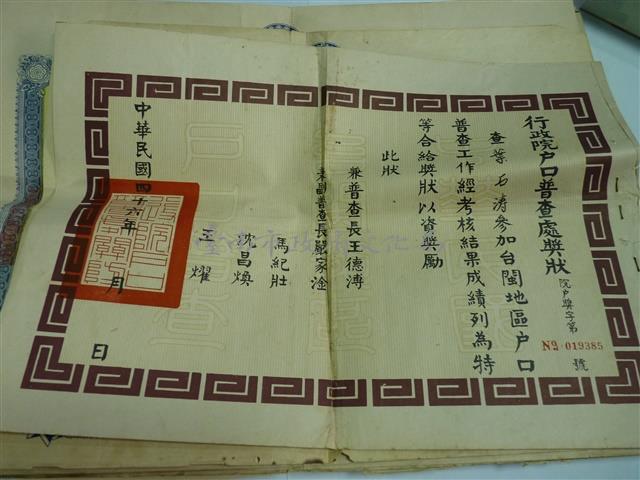 行政院戶口普查處獎狀
院戶獎字第
№ 019385
號
查葉石濤參加台閩地區戶口
普查工作經考核結果成績列為特
等合給獎狀以資獎勵
此狀
兼普查長王德溥
兼副普查長嚴家淦
馬紀壯
沈昌煥
王燿
中華民國四十六年 月 日